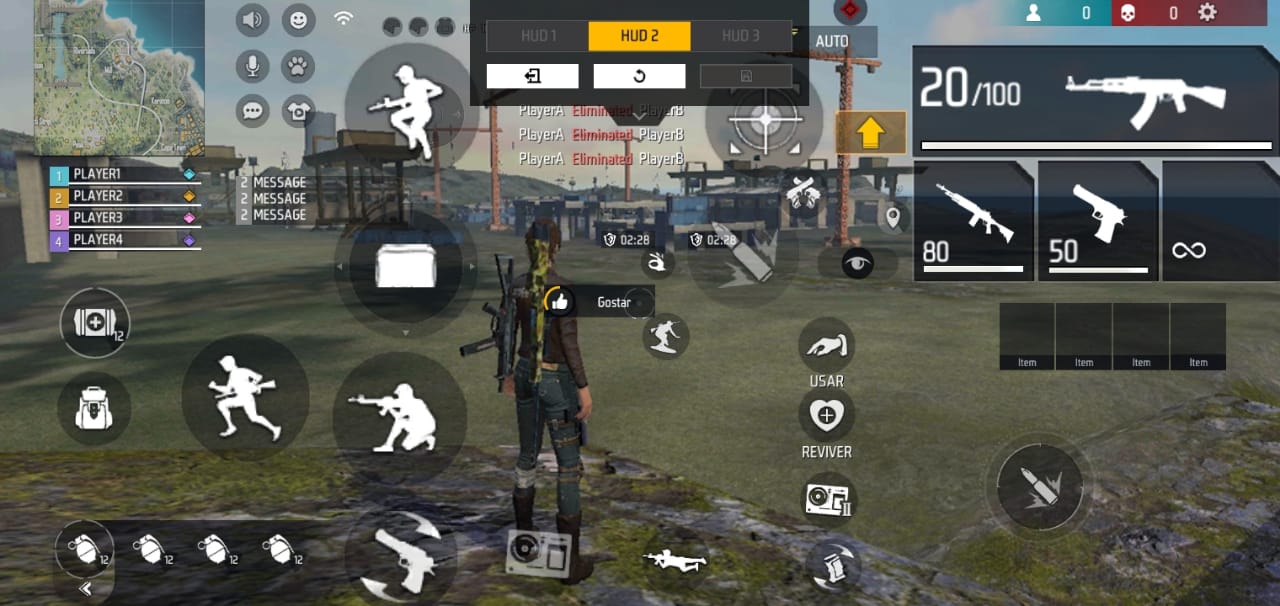 HUD 1 HUD 2 HUD 3
AUTO
0 0
20/100
PlayerA Eliminated PlayerB
PlayerA Eliminated PlayerB
PlayerA Eliminated PlayerB
1 PLAYER1
2 PLAYER2
3 PLAYER3
4 PLAYER4
2 MESSAGE
2 MESSAGE
2 MESSAGE
02:28 02:28
80
50
∞
Gostar
12
Item Item Item Item
USAR
REVIVER
II
12 12 12 12